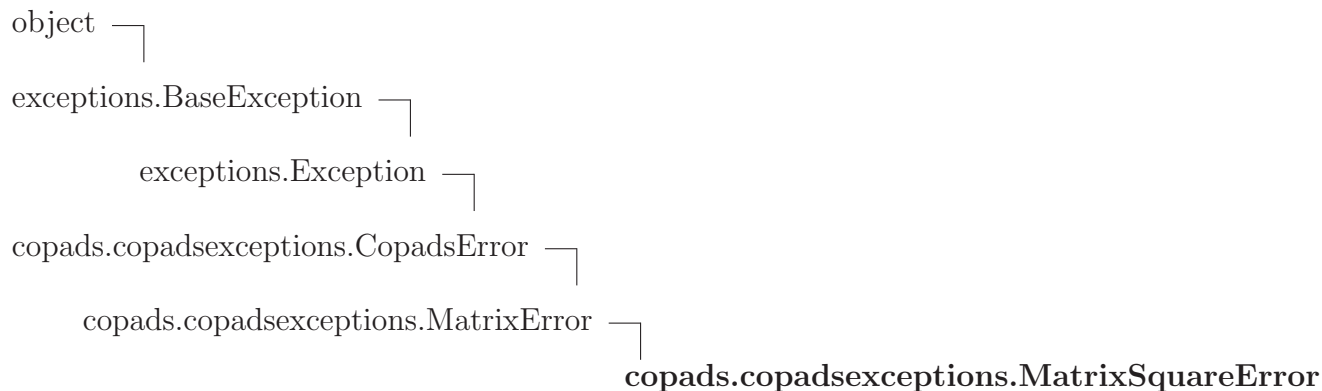 object
exceptions.BaseException
exceptions.Exception
copads.copadsexceptions.CopadsError
copads.copadsexceptions.MatrixError
copads.copadsexceptions.MatrixSquareError